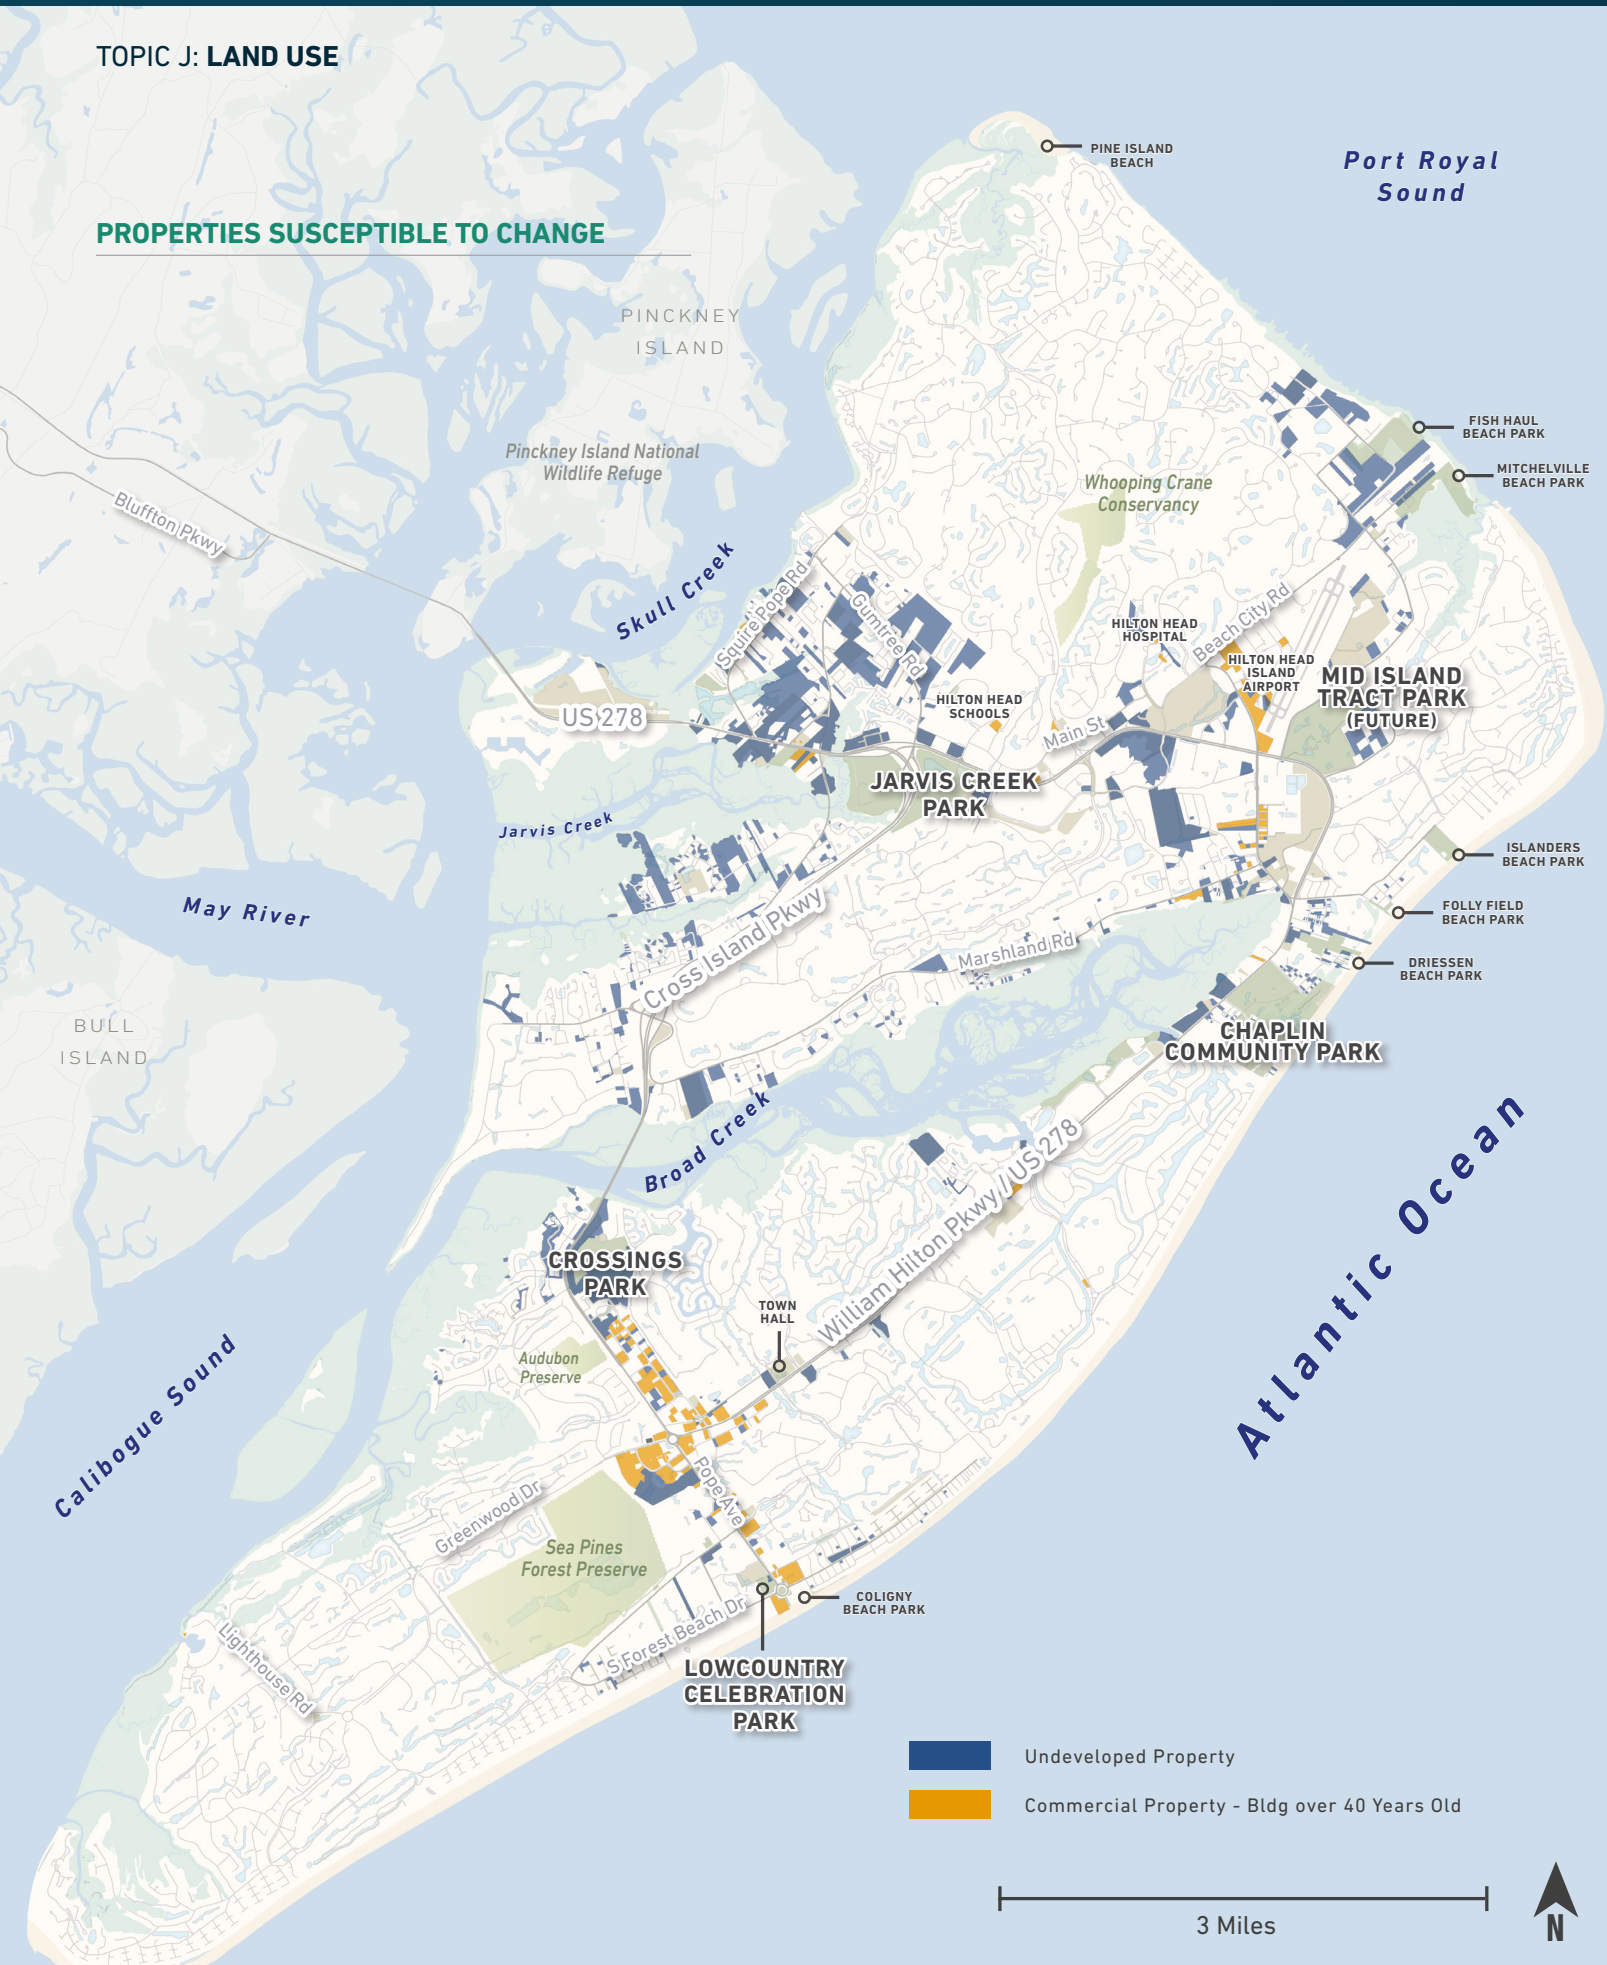 TOPIC J: LAND USE
PROPERTIES SUSCEPTIBLE TO CHANGE
PINE ISLAND
BEACH
Port Royal
Sound
PINCKNEY
ISLAND
Pinckney Island National
Wildlife Refuge
Bluffton Pkwy
Skull Creek
Squire Pope Rd
Gumtree Rd
Whooping Crane
Conservancy
FISH HAUL
BEACH PARK
MITCHELVILLE
BEACH PARK
HILTON HEAD
HOSPITAL
Beach City Rd
HILTON HEAD
ISLAND
AIRPORT
MID ISLAND
TRACT PARK
(FUTURE)
HILTON HEAD
SCHOOLS
US 278
Main St
JARVIS CREEK
PARK
Jarvis Creek
ISLANDERS
BEACH PARK
May River
FOLLY FIELD
BEACH PARK
Cross Island Pkwy
Marshland Rd
DRIESSEN
BEACH PARK
BULL
ISLAND
CHAPLIN
COMMUNITY PARK
Broad Creek
William Hilton Pkwy / US 278
Atlantic Ocean
CROSSINGS
PARK
TOWN
HALL
Audubon
Preserve
Calibogue Sound
Pope Ave
Greenwood Dr
Sea Pines
Forest Preserve
COLIGNY
BEACH PARK
S Forest Beach Dr
Lighthouse Rd
LOWCOUNTRY
CELEBRATION
PARK
Undeveloped Property
Commercial Property - Bldg over 40 Years Old
3 Miles
N